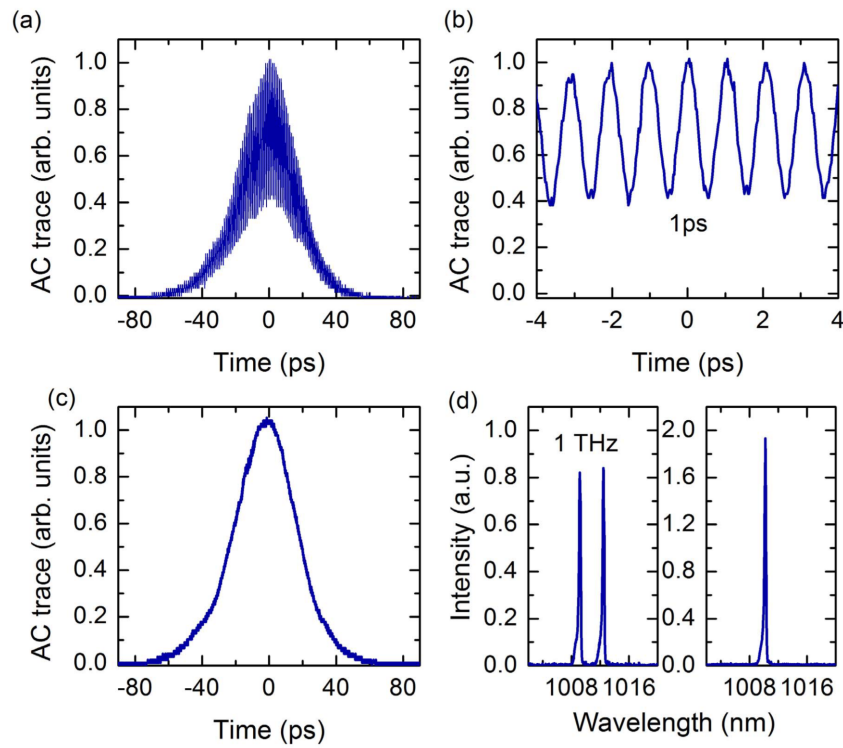 (a)
AC trace (arb. units)
1.0
0.8
0.6
0.4
0.2
0.0
-80 -40 0 40 80
Time (ps)
(b)
AC trace (arb. units)
1.0
0.8
0.6
0.4
0.2
0.0
1ps
-4 -2 0 2 4
Time (ps)
(c)
AC trace (arb. units)
1.0
0.8
0.6
0.4
0.2
0.0
-80 -40 0 40 80
Time (ps)
(d)
Intensity (a.u.)
1.0
0.8
0.6
0.4
0.2
0.0
1 THz
1008 1016
2.0
1.6
1.2
0.8
0.4
0.0
1008 1016
Wavelength (nm)